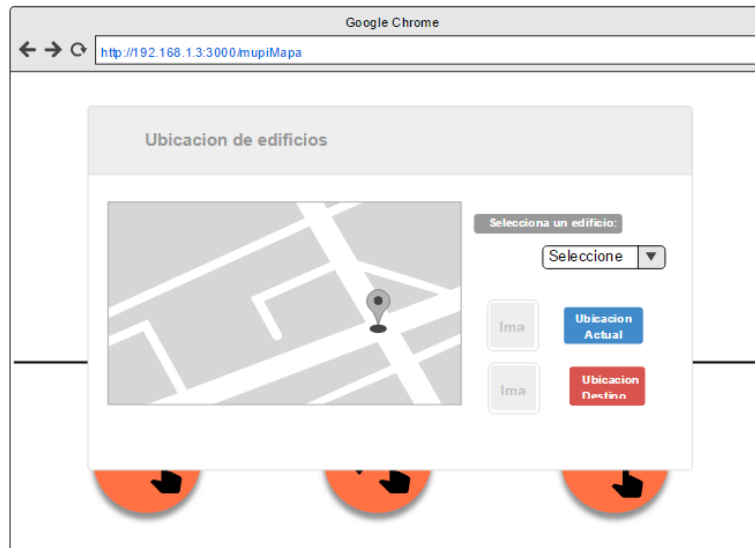 Google Chrome
http://192.168.1.3:3000/mupiMapa
Ubicacion de edificios
Selecciona un edificio:
Seleccione
Ima
Ubicacion
Actual
Ima
Ubicacion
Destino